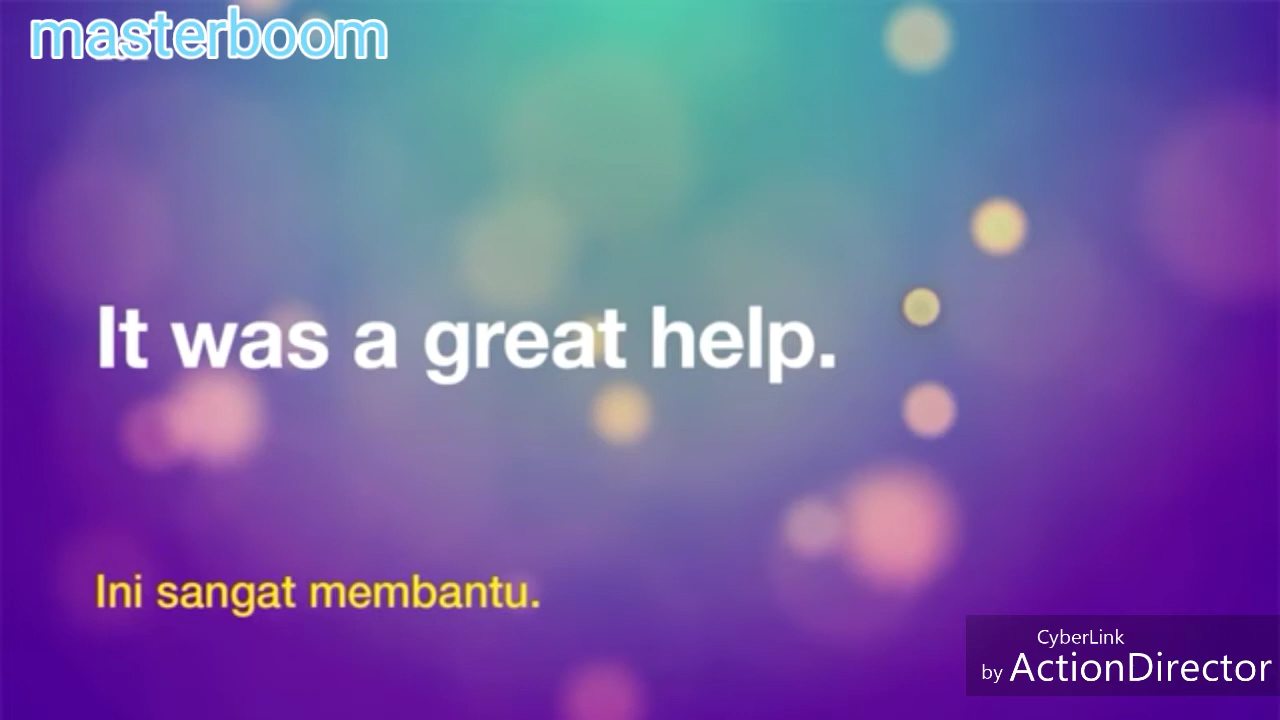 masterboom
It was a great help.
Ini sangat membantu.
CyberLink
by ActionDirector